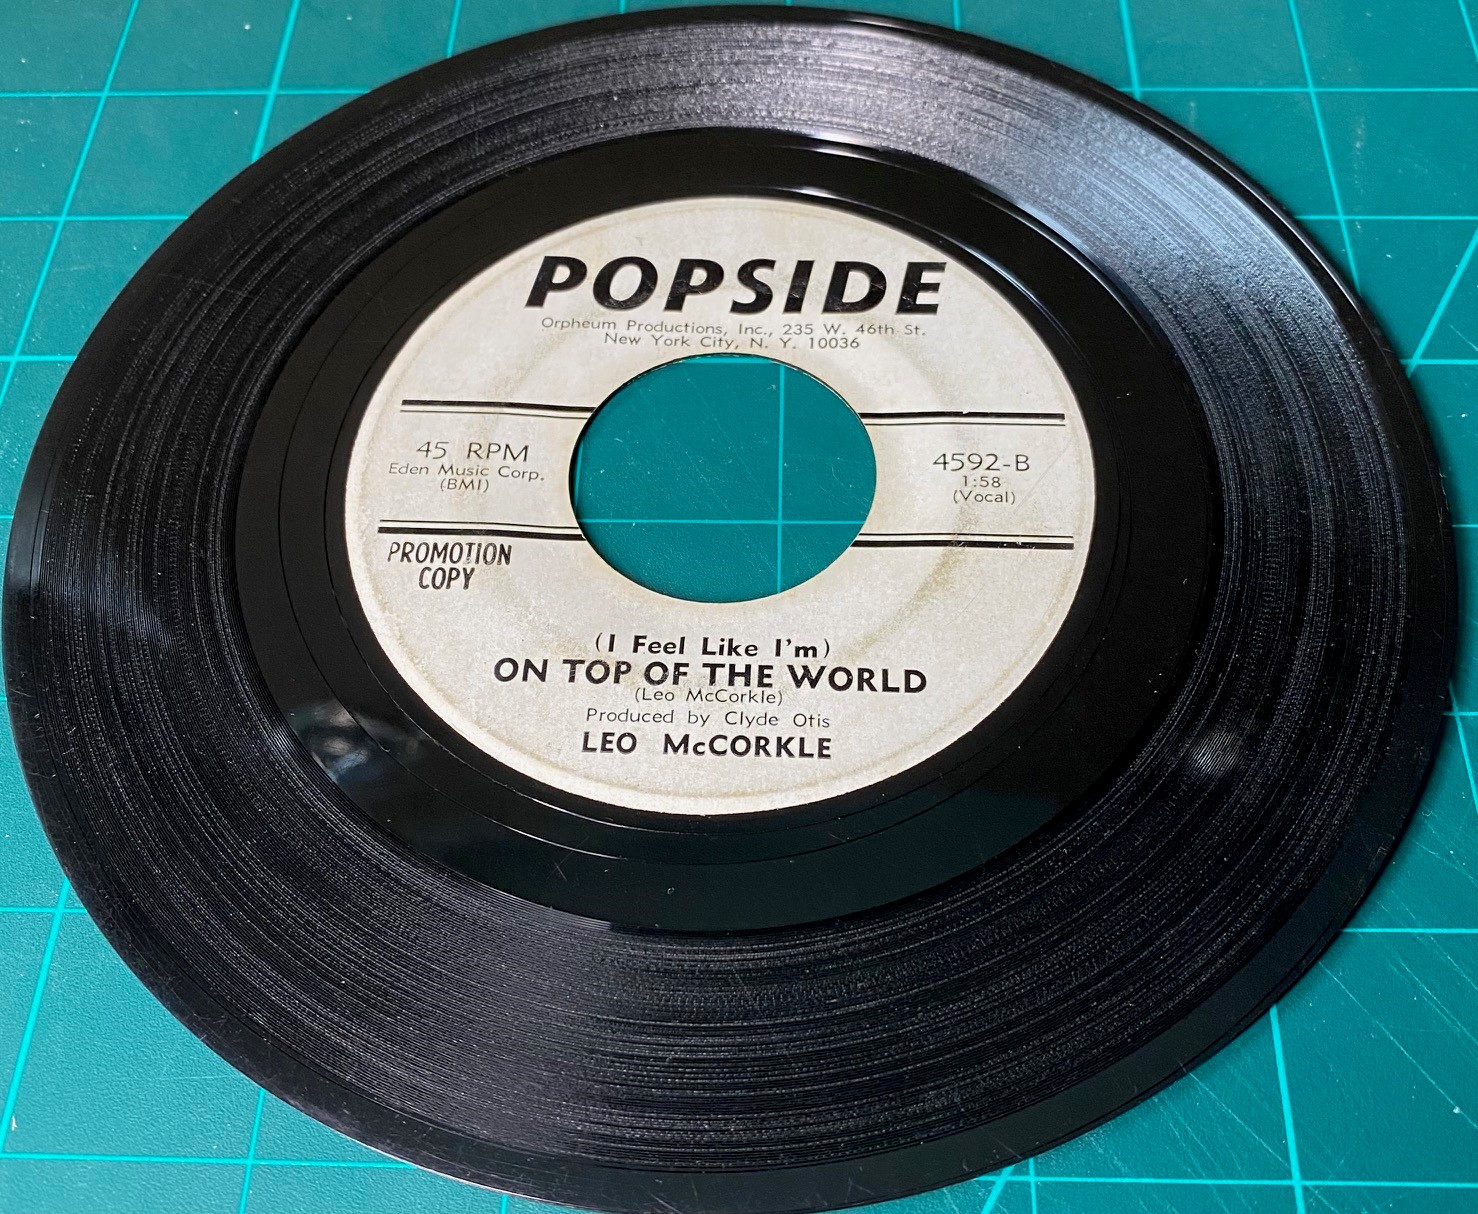 POPSIDE
Orpheum Productions, Inc., 235 W. 46th St.
New York City, N. Y. 10036
45 RPM
Eden Music Corp.
(BMI)
4592-B
1:58
(Vocal)
PROMOTION
COPY
(I Feel Like I'm)
ON TOP OF THE WORLD
(Leo McCorkle)
Produced by Clyde Otis
LEO McCORKLE